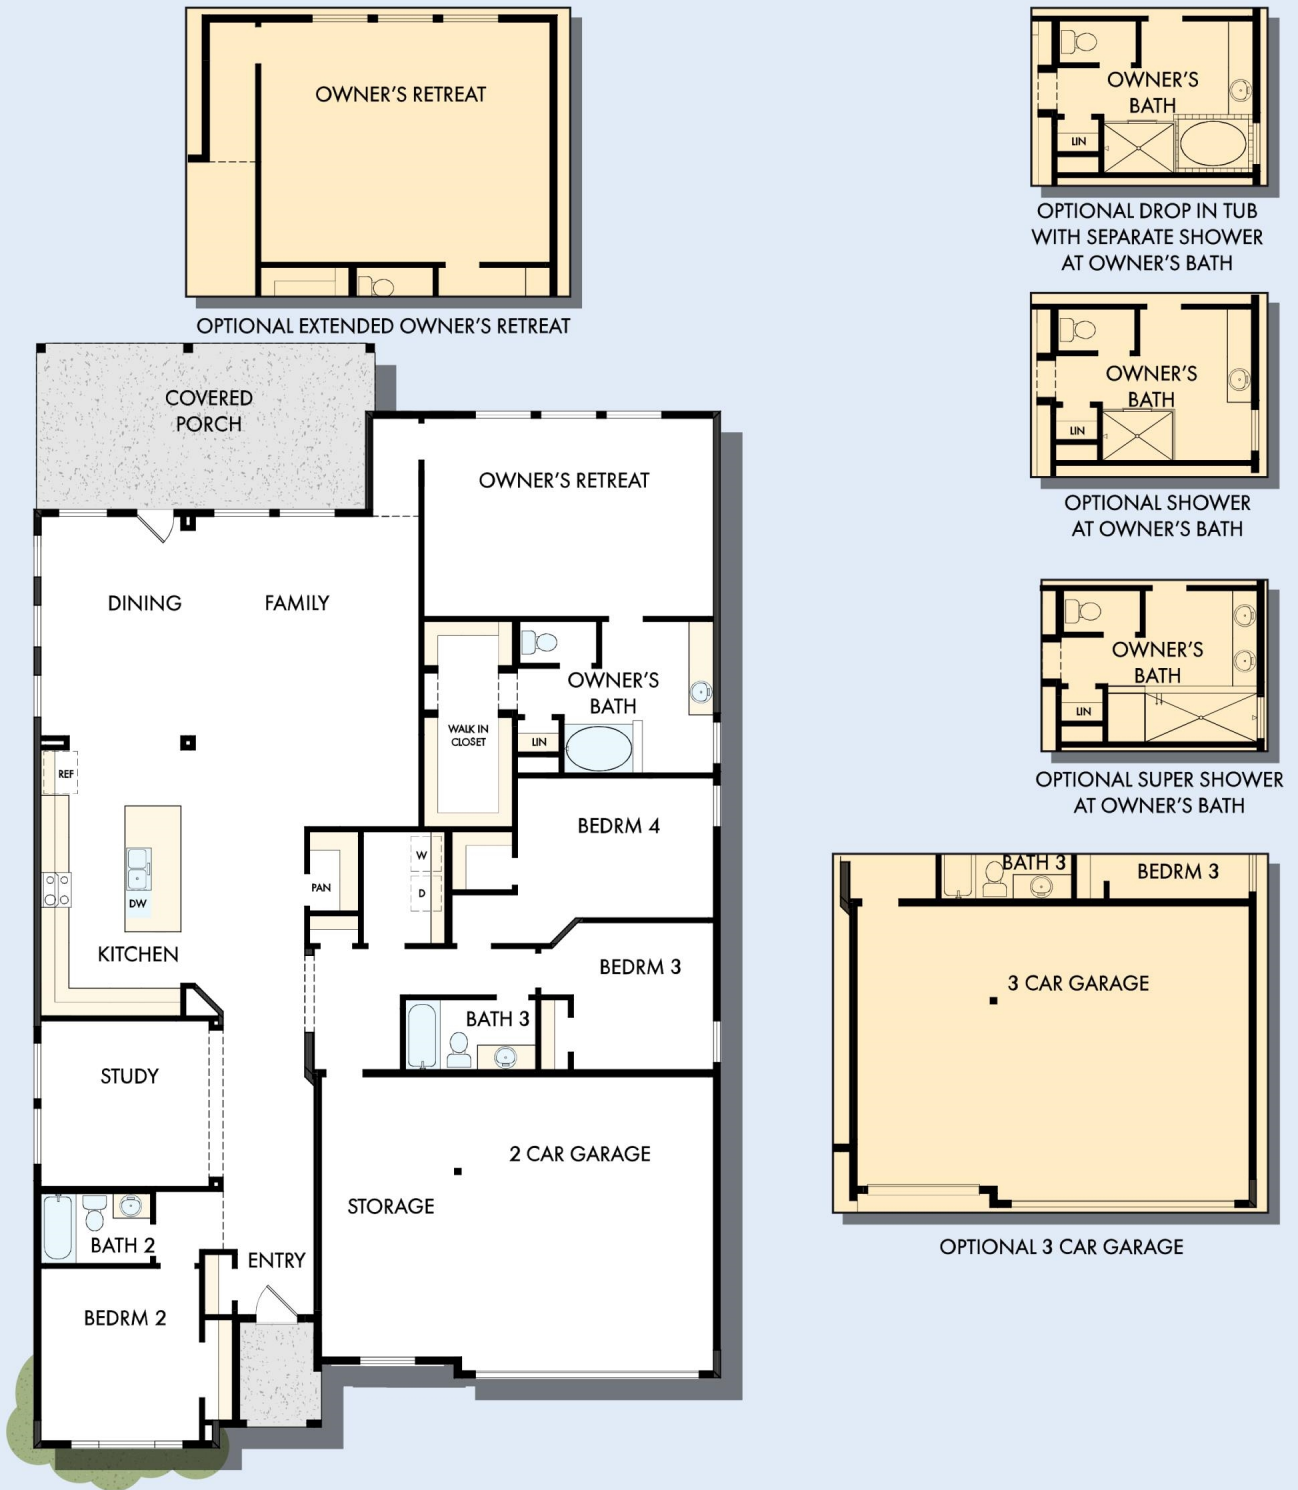 OWNER'S RETREAT
OPTIONAL EXTENDED OWNER'S RETREAT
COVERED
PORCH
OWNER'S RETREAT
DINING
FAMILY
OWNER'S
BATH
WALK IN
CLOSET
LIN
REF
BEDRM 4
W
D
PAN
DW
KITCHEN
BEDRM 3
BATH 3
STUDY
2 CAR GARAGE
STORAGE
BATH 2
ENTRY
BEDRM 2
OWNER'S
BATH
LIN
OPTIONAL DROP IN TUB
WITH SEPARATE SHOWER
AT OWNER'S BATH
OWNER'S
BATH
LIN
OPTIONAL SHOWER
AT OWNER'S BATH
OWNER'S
BATH
LIN
OPTIONAL SUPER SHOWER
AT OWNER'S BATH
BATH 3
BEDRM 3
3 CAR GARAGE
OPTIONAL 3 CAR GARAGE